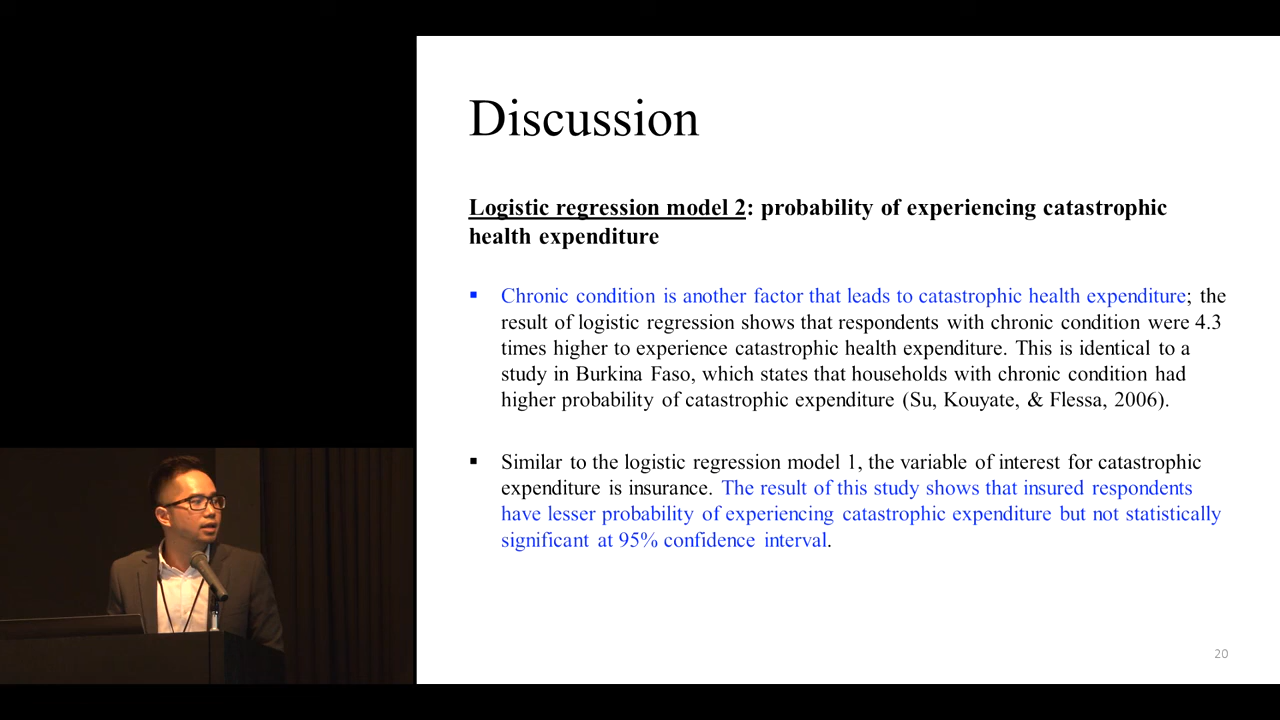 Discussion
Logistic regression model 2: probability of experiencing catastrophic
health expenditure
▪ Chronic condition is another factor that leads to catastrophic health expenditure; the
result of logistic regression shows that respondents with chronic condition were 4.3
times higher to experience catastrophic health expenditure. This is identical to a
study in Burkina Faso, which states that households with chronic condition had
higher probability of catastrophic expenditure (Su, Kouyate, & Flessa, 2006).
▪ Similar to the logistic regression model 1, the variable of interest for catastrophic
expenditure is insurance. The result of this study shows that insured respondents
have lesser probability of experiencing catastrophic expenditure but not statistically
significant at 95% confidence interval.
20